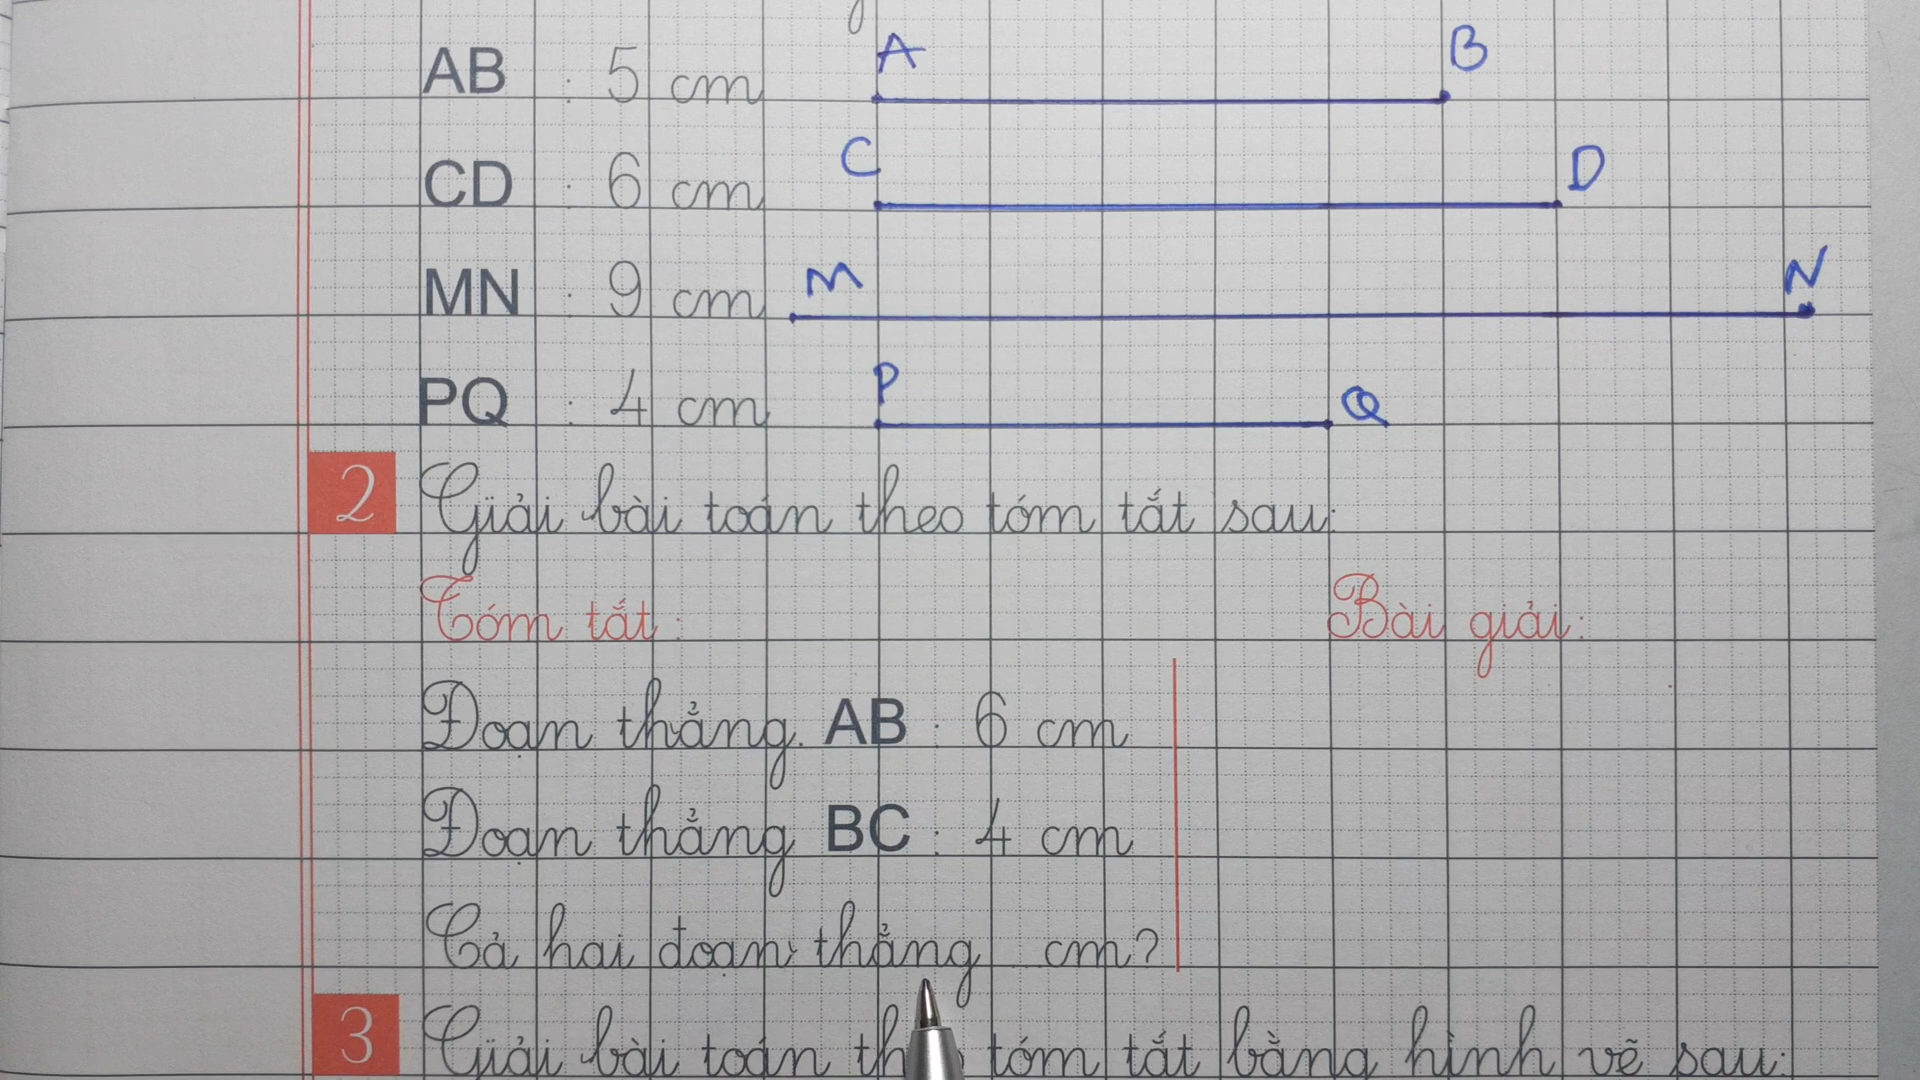 A B
AB : 5 cm
C D
CD : 6 cm
M N
MN : 9 cm
P Q
PQ : 4 cm
2 Giải bài toán theo tóm tắt sau:
Tóm tắt: Bài giải:
Đoạn thẳng AB : 6 cm
Đoạn thẳng BC : 4 cm
Cả hai đoạn thẳng cm?
3 Giải bài toán tóm tắt bằng hình vẽ sau: